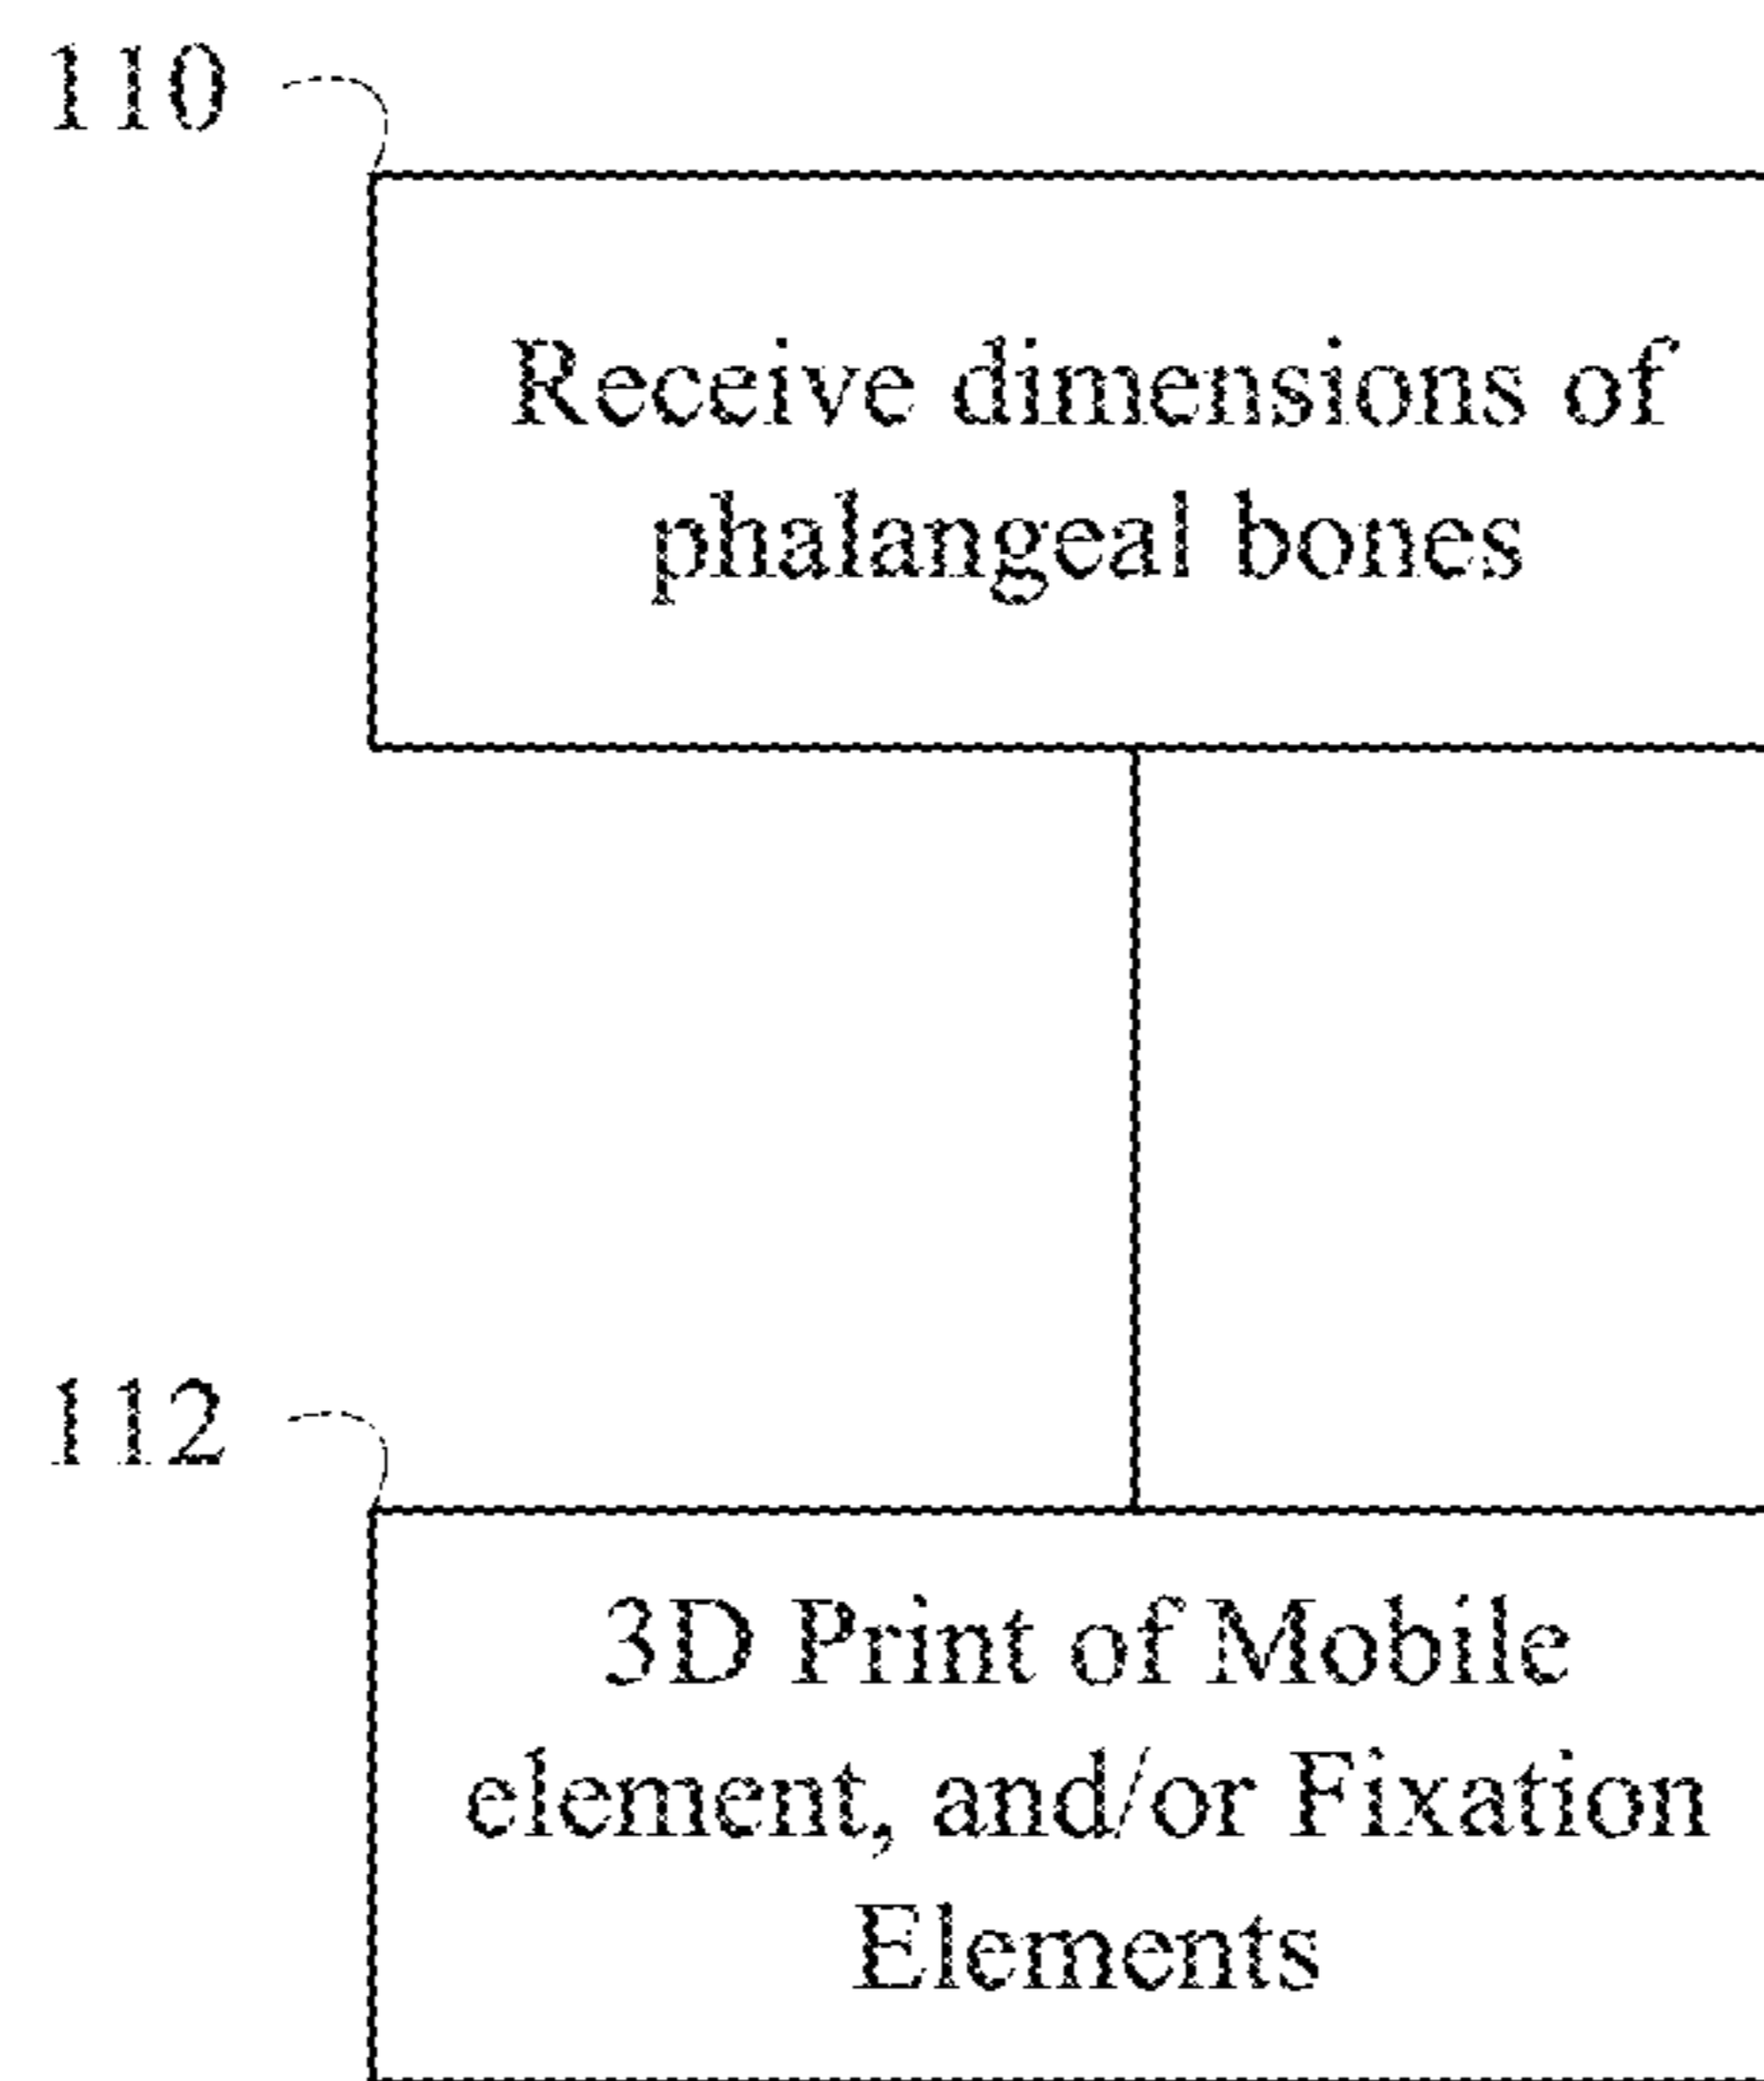 110
Receive dimensions of
phalangeal bones
112
3D Print of Mobile
element, and/or Fixation
Elements